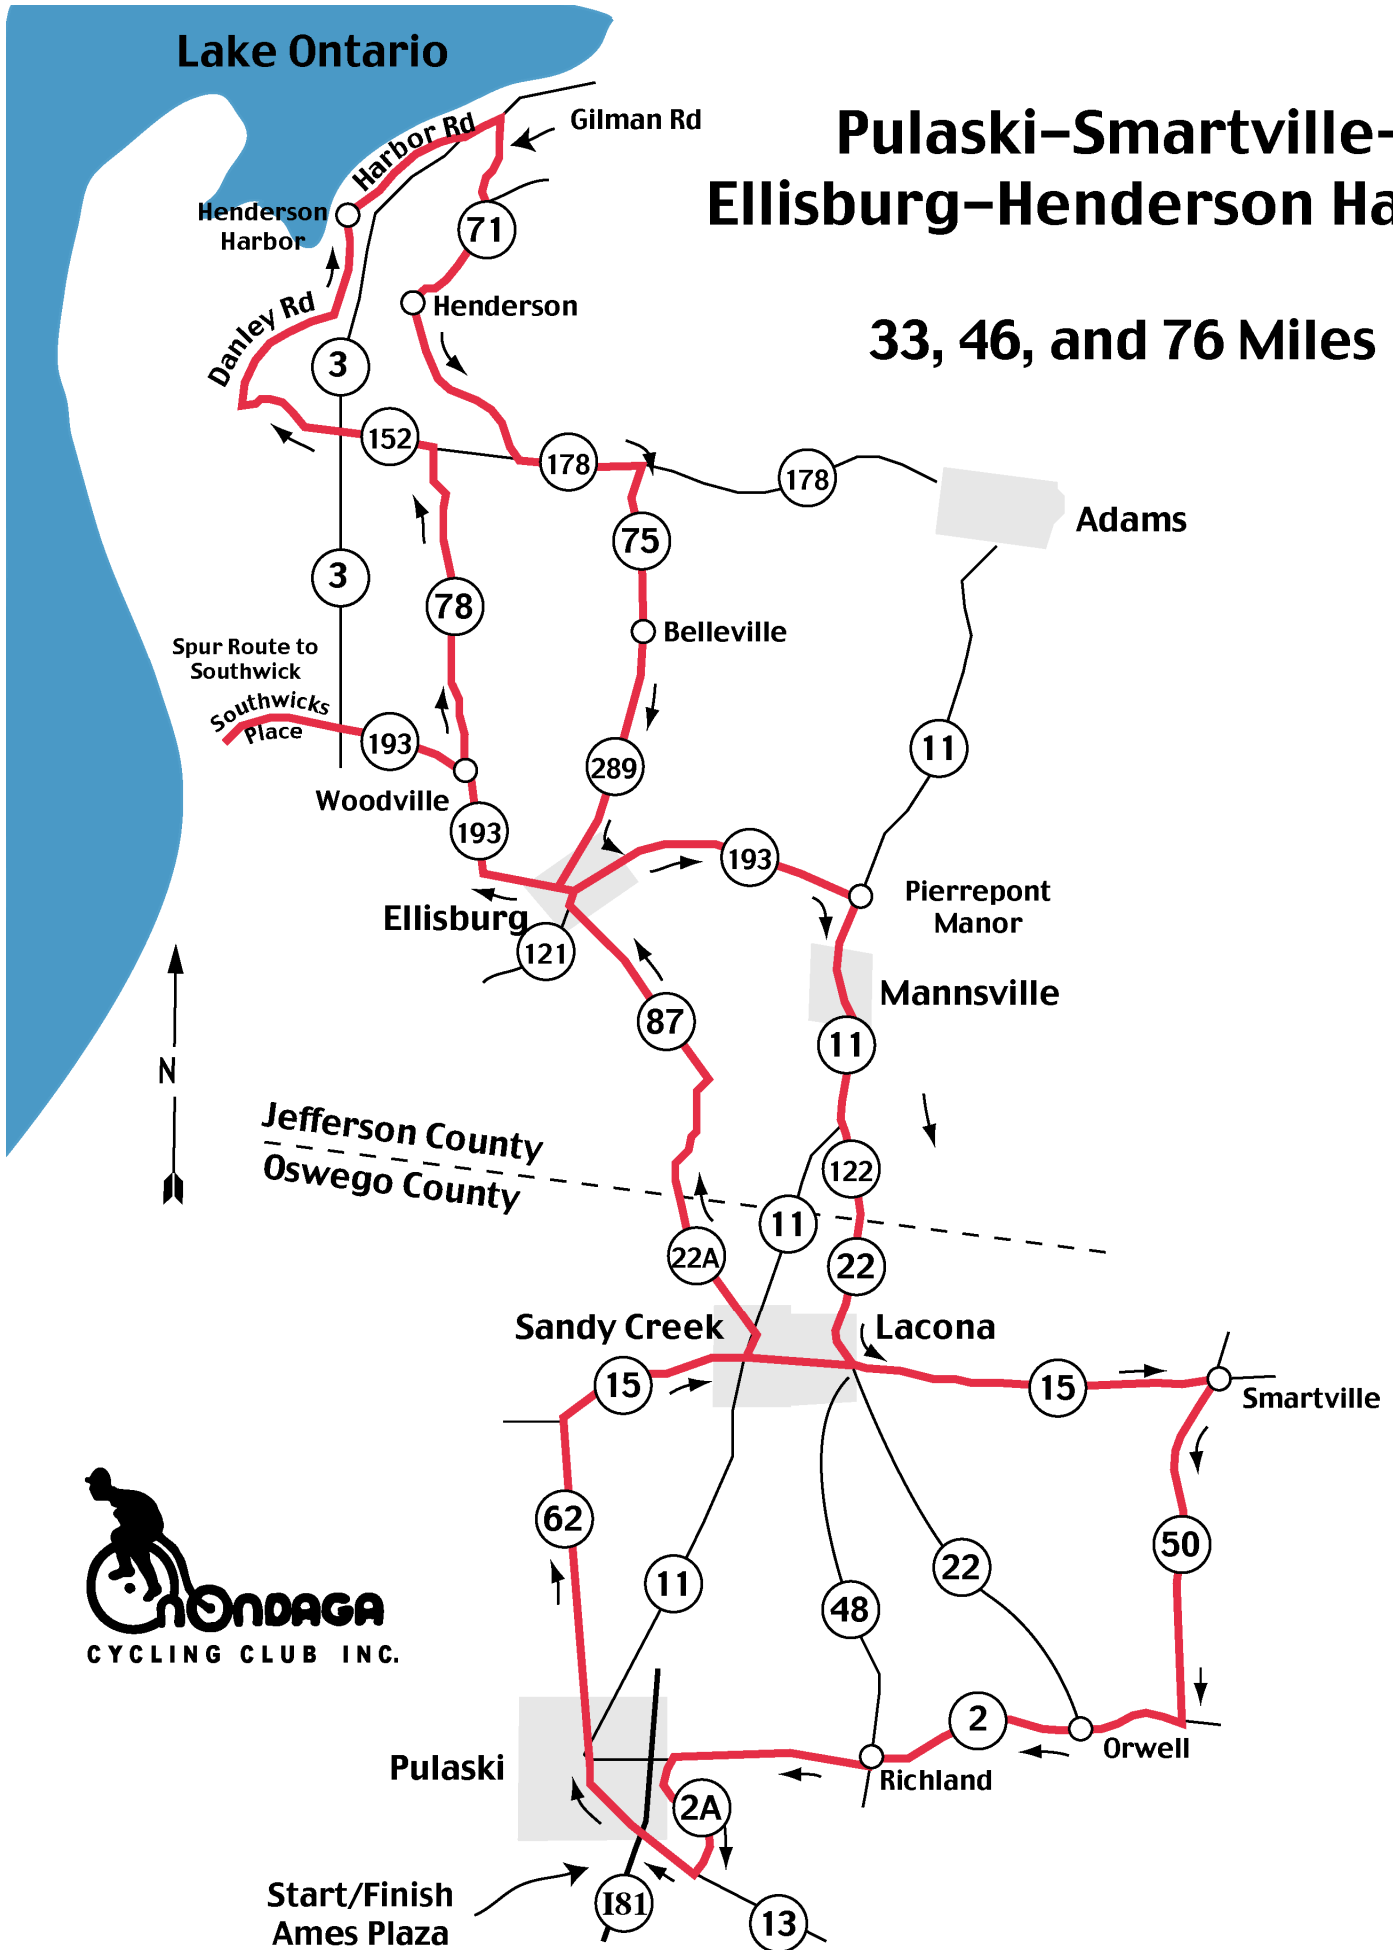 Lake Ontario
Gilman Rd
Harbor Rd
Pulaski–Smartville-
Ellisburg–Henderson Ha
33, 46, and 76 Miles
Henderson
Harbor
71
Henderson
Danley Rd
3
152
178
178
Adams
75
3
78
Belleville
Spur Route to
Southwick
Southwicks
Place
193
11
289
Woodville
193
193
Pierrepont
Manor
Ellisburg
121
Mannsville
87
11
N
Jefferson County
Oswego County
122
11
22A
22
Sandy Creek
Lacona
15
15
Smartville
62
50
11
22
48
OnOnDAGA
CYCLING CLUB INC.
2
Orwell
Pulaski
Richland
2A
Start/Finish
Ames Plaza
I81
13